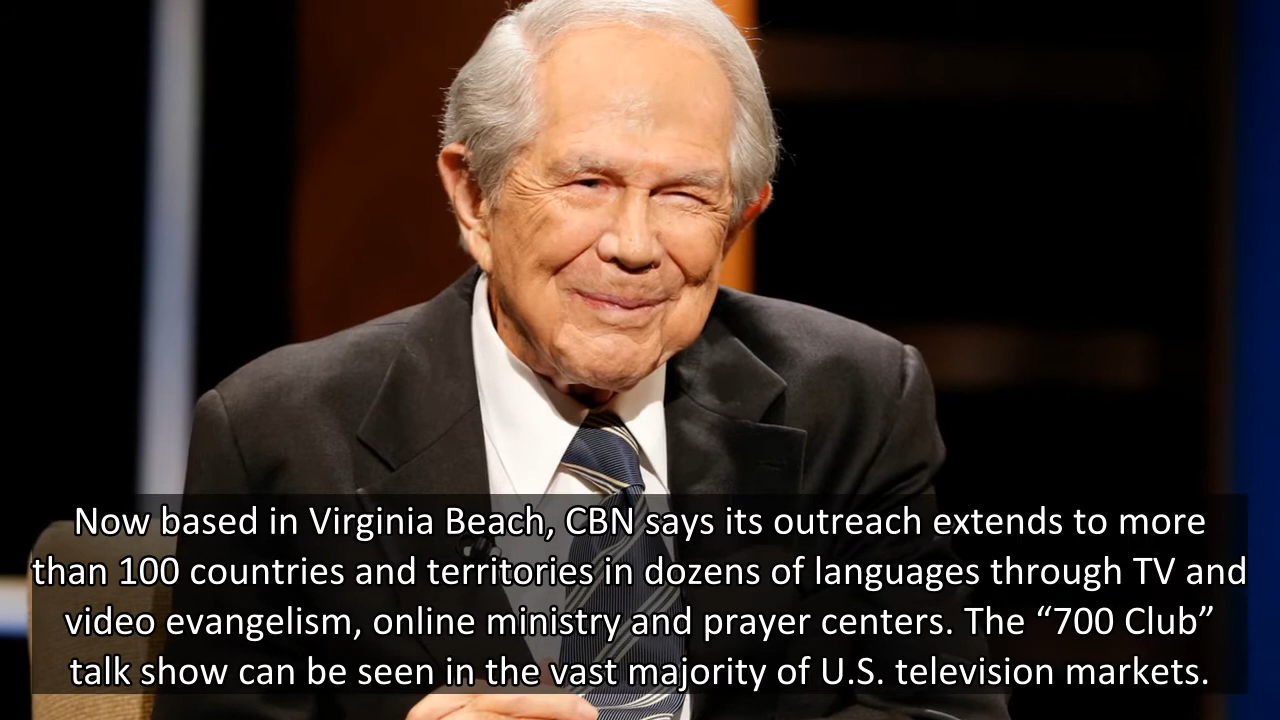 Now based in Virginia Beach, CBN says its outreach extends to more
than 100 countries and territories in dozens of languages through TV and
video evangelism, online ministry and prayer centers. The “700 Club”
talk show can be seen in the vast majority of U.S. television markets.